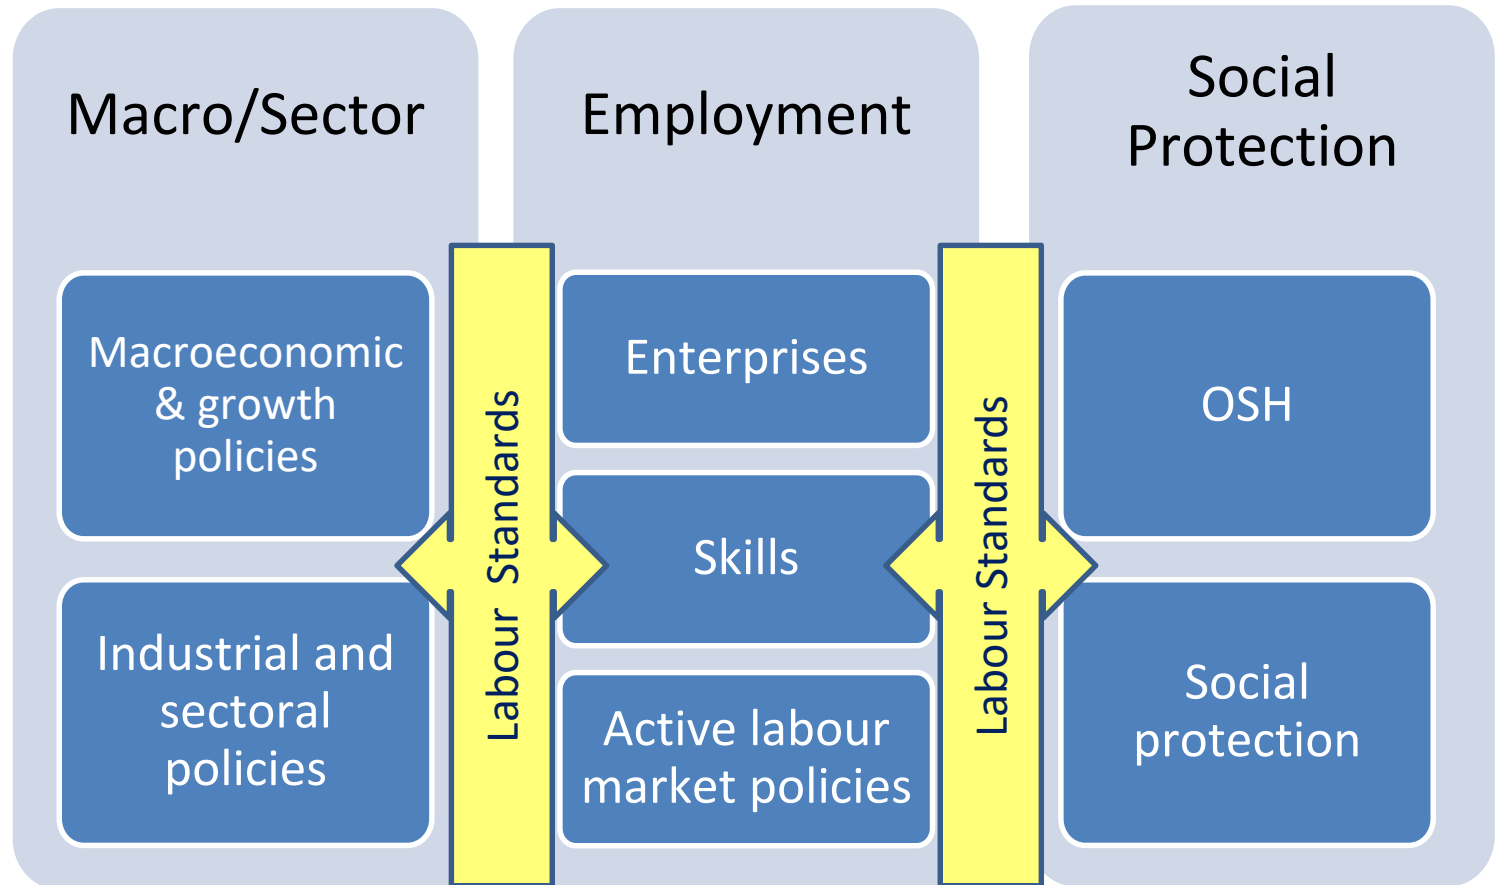 Macro/Sector
Macroeconomic
& growth
policies
Industrial and
sectoral
policies
Labour  Standards
Employment
Enterprises
Skills
Active labour
market policies
Labour Standards
Social
Protection
OSH
Social
protection